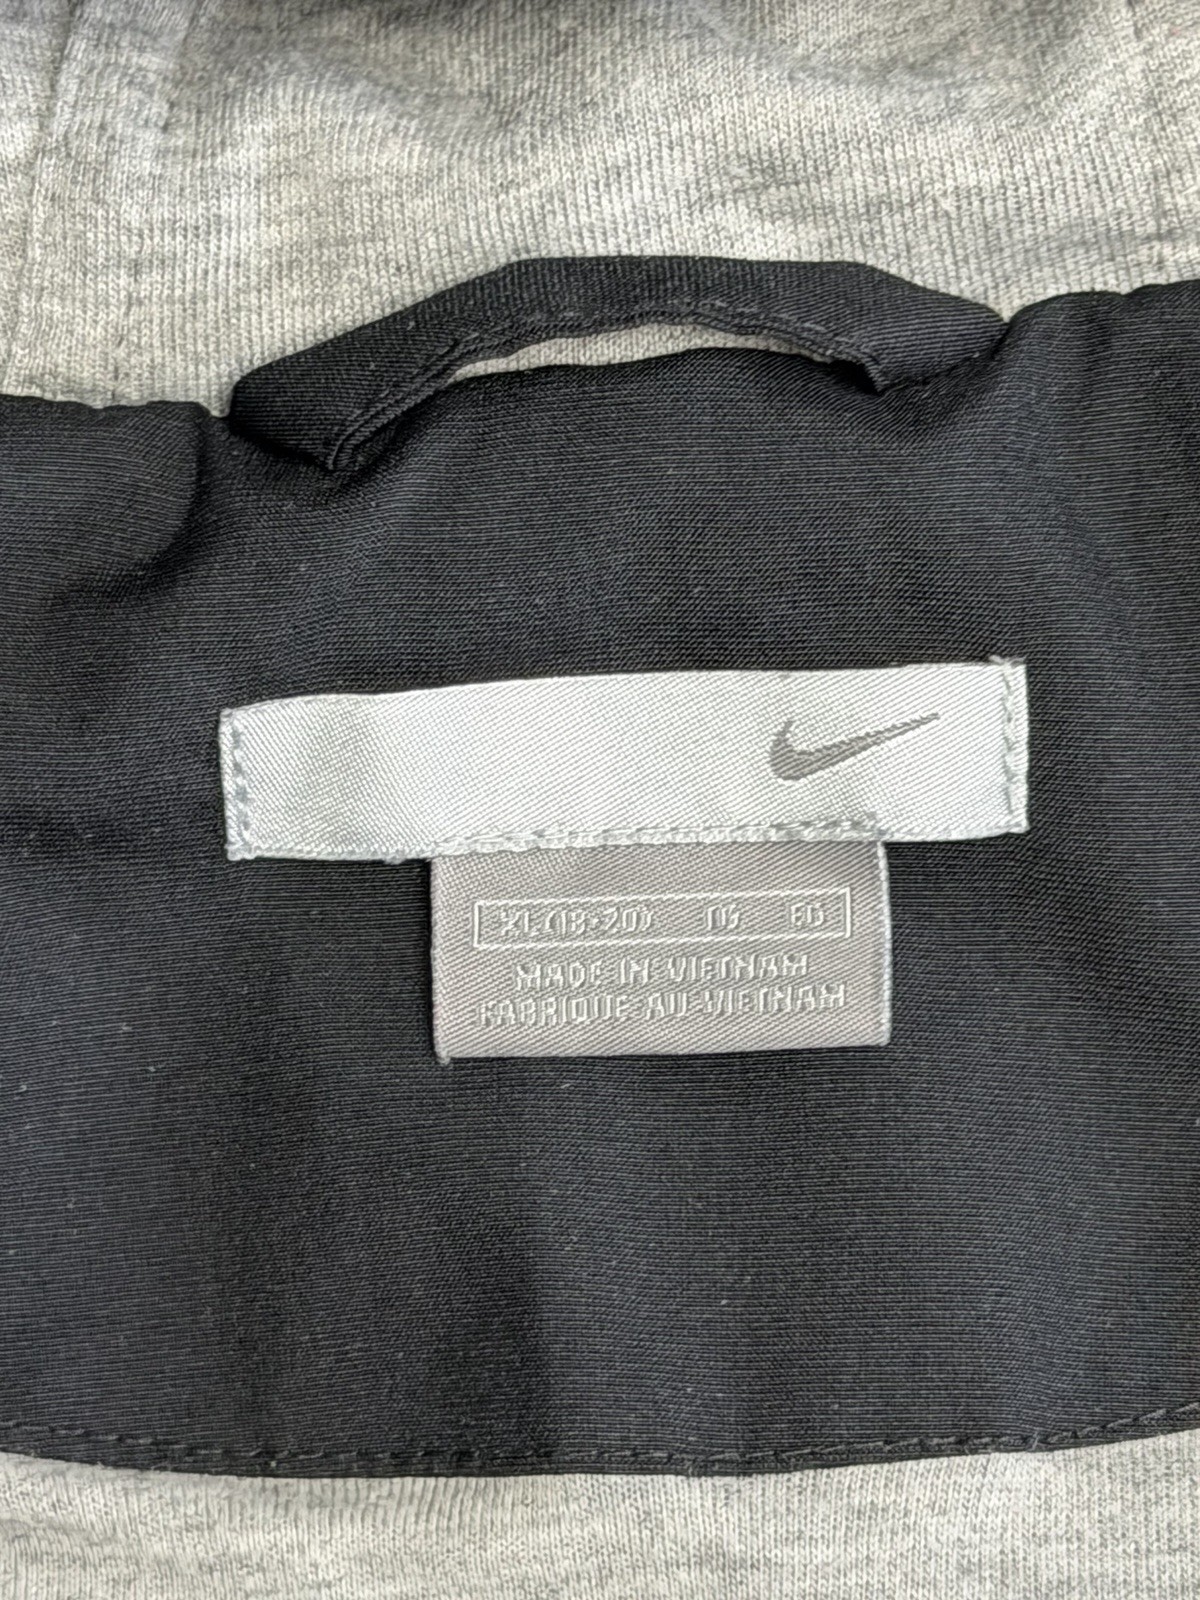 XL(18-20) TG EG
MADE IN VIETNAM
FABRIQUE AU VIETNAM